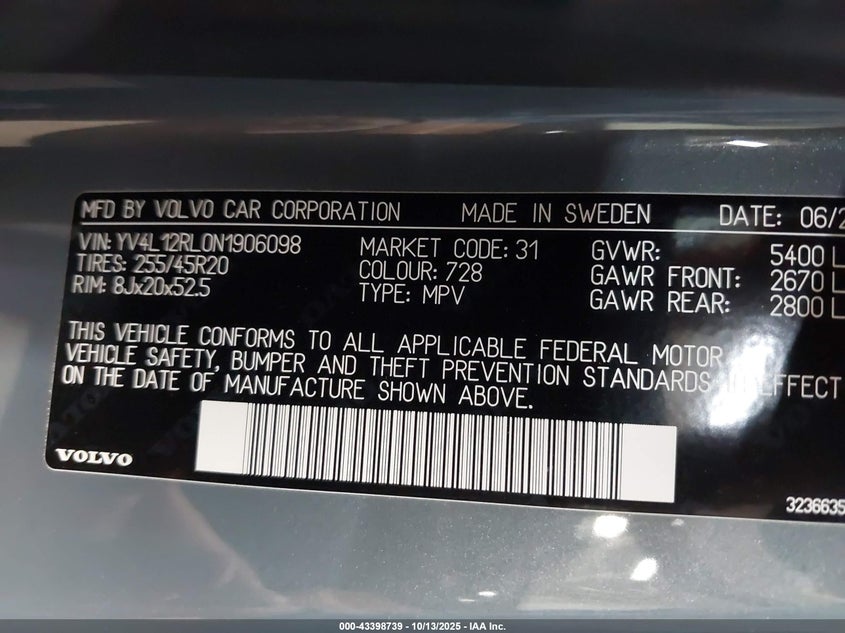 MFD BY VOLVO CAR CORPORATION MADE IN SWEDEN DATE: 06/2
VIN: YV4L12RL0N1906098 MARKET CODE: 31 GVWR: 5400 L
TIRES: 255/45R20 COLOUR: 728 GAWR FRONT: 2670 L
RIM: 8Jx20x52.5 TYPE: MPV GAWR REAR: 2800 L
THIS VEHICLE CONFORMS TO ALL APPLICABLE FEDERAL MOTOR
VEHICLE SAFETY, BUMPER AND THEFT PREVENTION STANDARDS IN EFFECT
ON THE DATE OF MANUFACTURE SHOWN ABOVE.
VOLVO
3236635
000-43398739 - 10/13/2025 - IAA Inc.